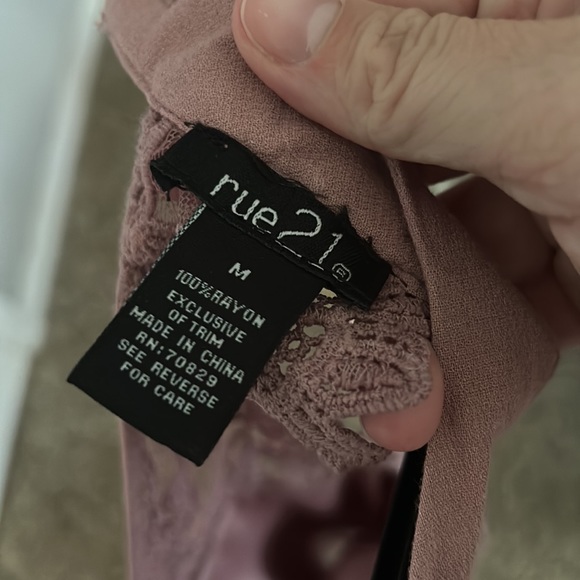 rue21®
M
100%RAYON
EXCLUSIVE
OF TRIM
MADE IN CHINA
RN:70829
SEE REVERSE
FOR CARE